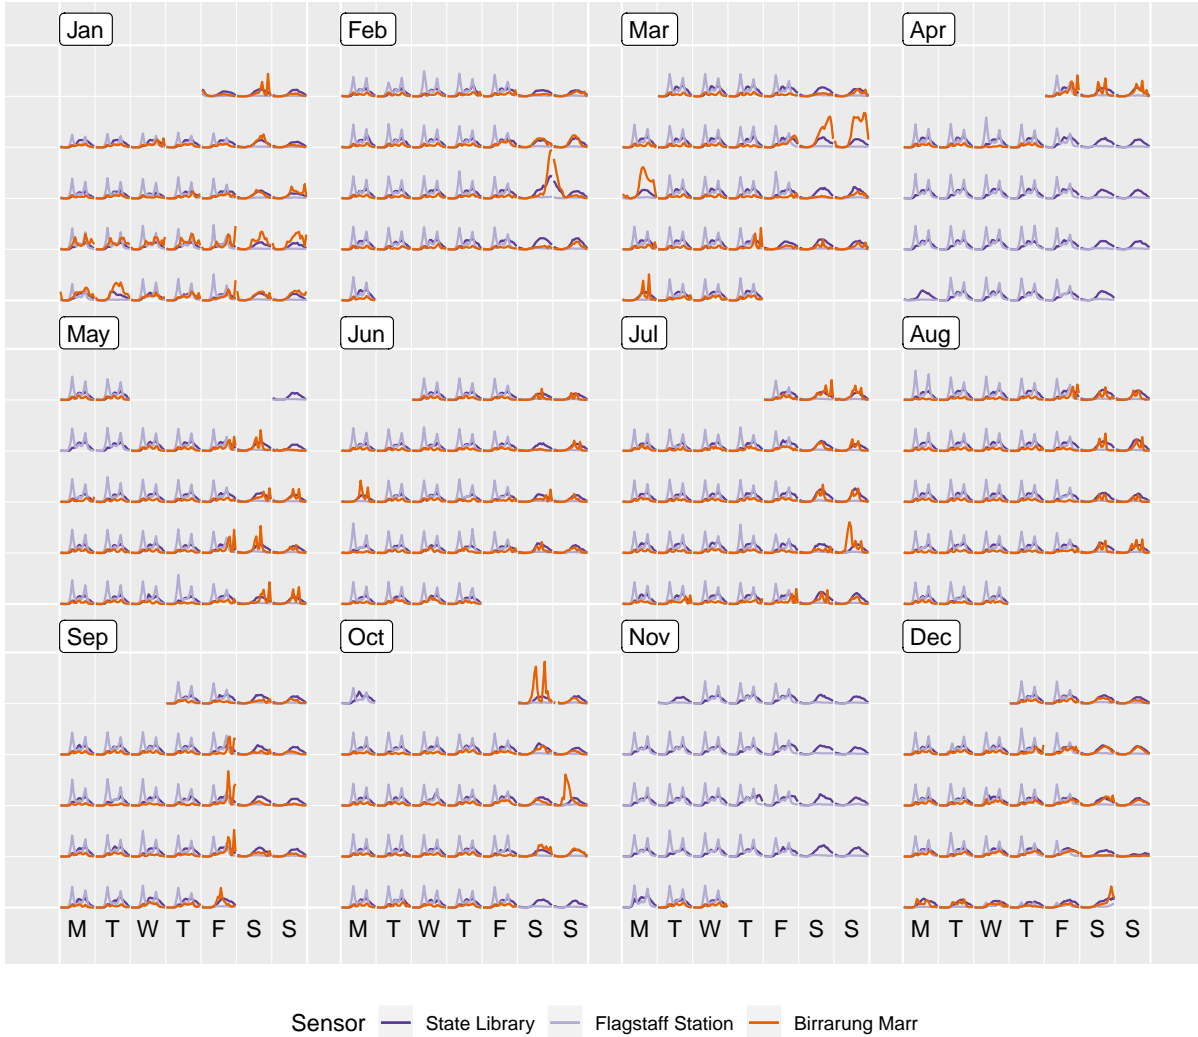 Jan Feb Mar Apr
May Jun Jul Aug
Sep Oct Nov Dec
M T W T F S S M T W T F S S M T W T F S S M T W T F S S
Sensor State Library Flagstaff Station Birrarung Marr